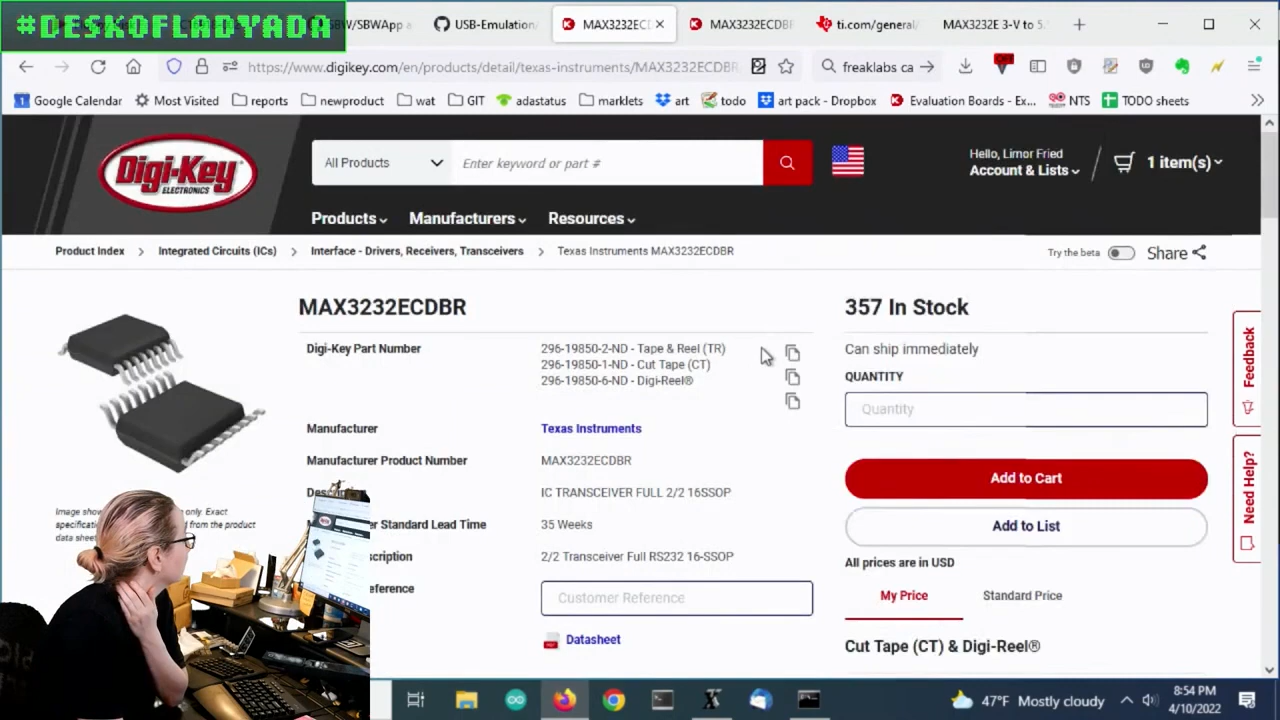 #DESKOFLADYADA
SBW/SBWApp a
USB-Emulation
MAX3232ECD
MAX3232ECDBR
ti.com/general/
MAX3232E 3-V to 5.
https://www.digikey.com/en/products/detail/texas-instruments/MAX3232ECDBR
freaklabs ca
OFF
Google Calendar
Most Visited
reports
newproduct
wat
GIT
adastatus
marklets
art
todo
art pack - Dropbox
Evaluation Boards - Ex...
NTS
TODO sheets
Digi-Key
ELECTRONICS
All Products
Enter keyword or part #
Hello, Limor Fried
Account & Lists
1 item(s)
Products
Manufacturers
Resources
Product Index
Integrated Circuits (ICs)
Interface - Drivers, Receivers, Transceivers
Texas Instruments MAX3232ECDBR
Try the beta
Share
MAX3232ECDBR
357 In Stock
Digi-Key Part Number
296-19850-2-ND - Tape & Reel (TR)
296-19850-1-ND - Cut Tape (CT)
296-19850-6-ND - Digi-Reel®
Can ship immediately
QUANTITY
Quantity
Manufacturer
Texas Instruments
Manufacturer Product Number
MAX3232ECDBR
Add to Cart
IC TRANSCEIVER FULL 2/2 16SSOP
Standard Lead Time
35 Weeks
Add to List
2/2 Transceiver Full RS232 16-SSOP
All prices are in USD
Customer Reference
My Price
Standard Price
Datasheet
Cut Tape (CT) & Digi-Reel®
Feedback
Need Help?
47°F Mostly cloudy
8:54 PM
4/10/2022